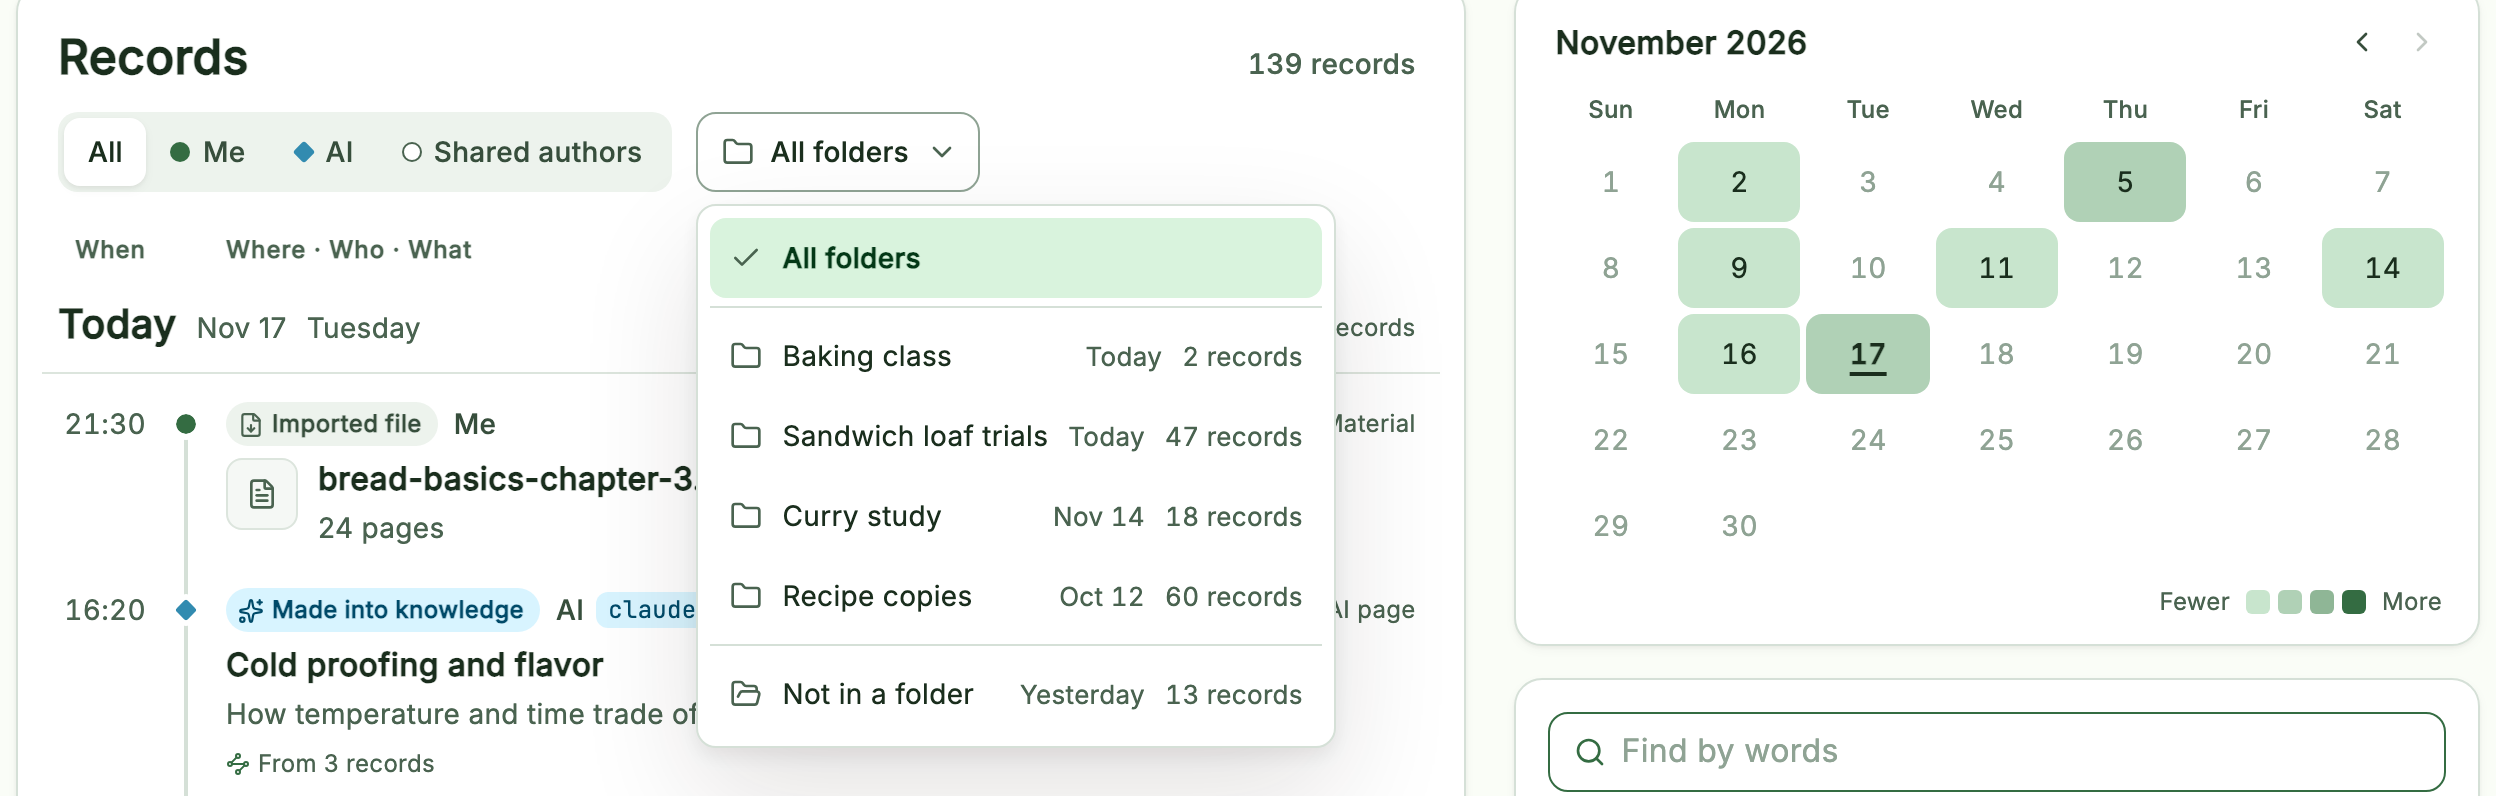 Records
139 records
All
Me
AI
Shared authors
All folders
When
Where · Who · What
Today Nov 17 Tuesday
21:30
Imported file
Me
bread-basics-chapter-3.
24 pages
16:20
Made into knowledge
AI
claude
Cold proofing and flavor
How temperature and time trade of
From 3 records
All folders
Baking class Today 2 records
Sandwich loaf trials Today 47 records
Curry study Nov 14 18 records
Recipe copies Oct 12 60 records
Not in a folder Yesterday 13 records
ecords
Material
AI page
November 2026
Sun Mon Tue Wed Thu Fri Sat
1 2 3 4 5 6 7
8 9 10 11 12 13 14
15 16 17 18 19 20 21
22 23 24 25 26 27 28
29 30
Fewer More
Find by words